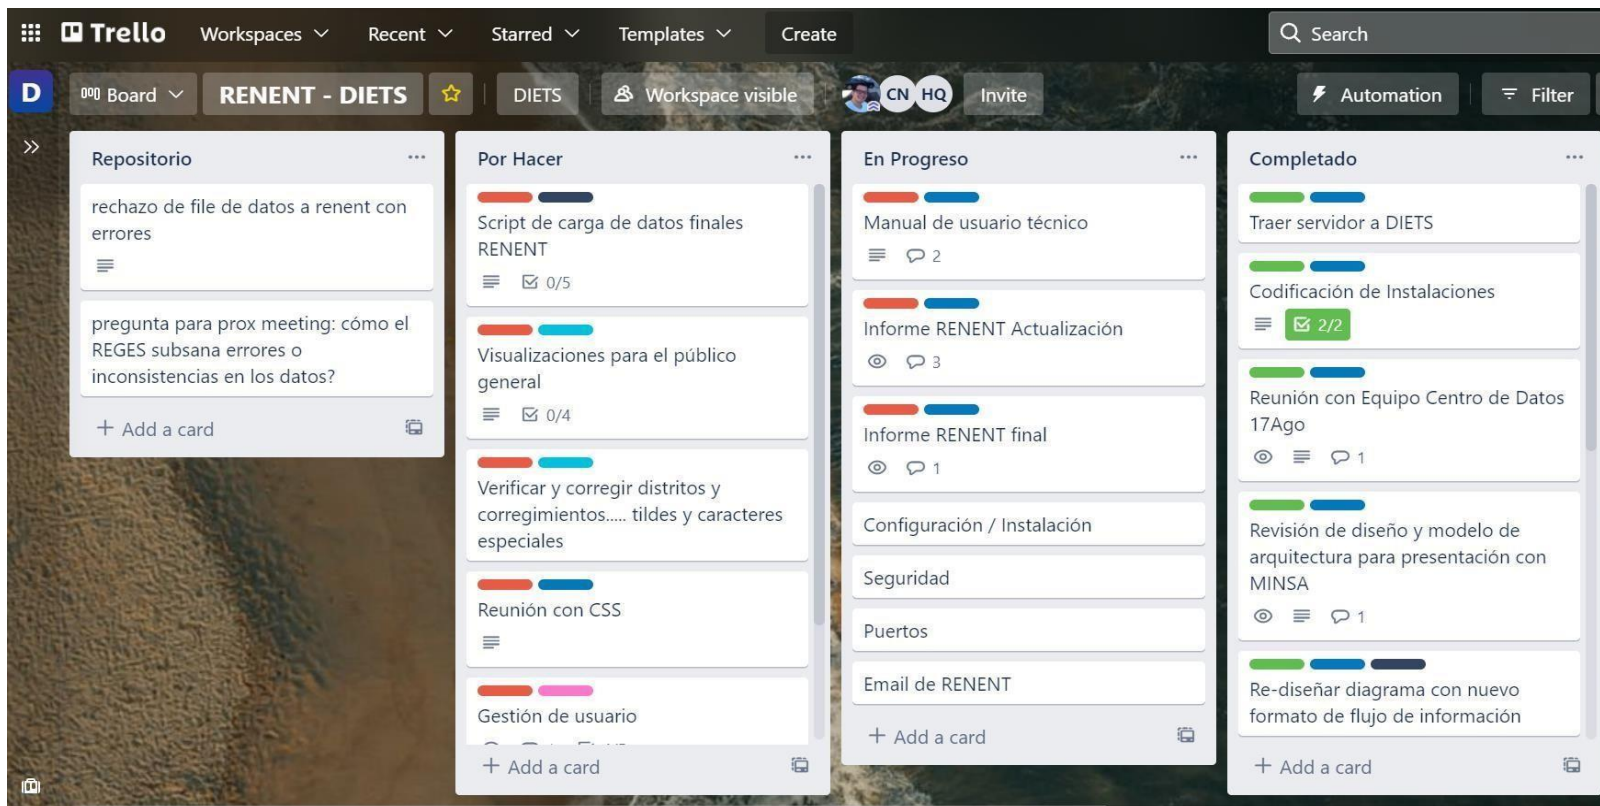 Trello
Workspaces
Recent
Starred
Templates
Create
Search
D
Board
RENENT - DIETS
DIETS
Workspace visible
CN
HQ
Invite
Automation
Filter
Repositorio
rechazo de file de datos a renent con
errores
pregunta para prox meeting: cómo el
REGES subsana errores o
inconsistencias en los datos?
+ Add a card
Por Hacer
Script de carga de datos finales
RENENT
0/5
Visualizaciones para el público
general
0/4
Verificar y corregir distritos y
corregimientos..... tildes y caracteres
especiales
Reunión con CSS
Gestión de usuario
+ Add a card
En Progreso
Manual de usuario técnico
2
Informe RENENT Actualización
3
Informe RENENT final
1
Configuración / Instalación
Seguridad
Puertos
Email de RENENT
+ Add a card
Completado
Traer servidor a DIETS
Codificación de Instalaciones
2/2
Reunión con Equipo Centro de Datos
17Ago
1
Revisión de diseño y modelo de
arquitectura para presentación con
MINSA
1
Re-diseñar diagrama con nuevo
formato de flujo de información
+ Add a card